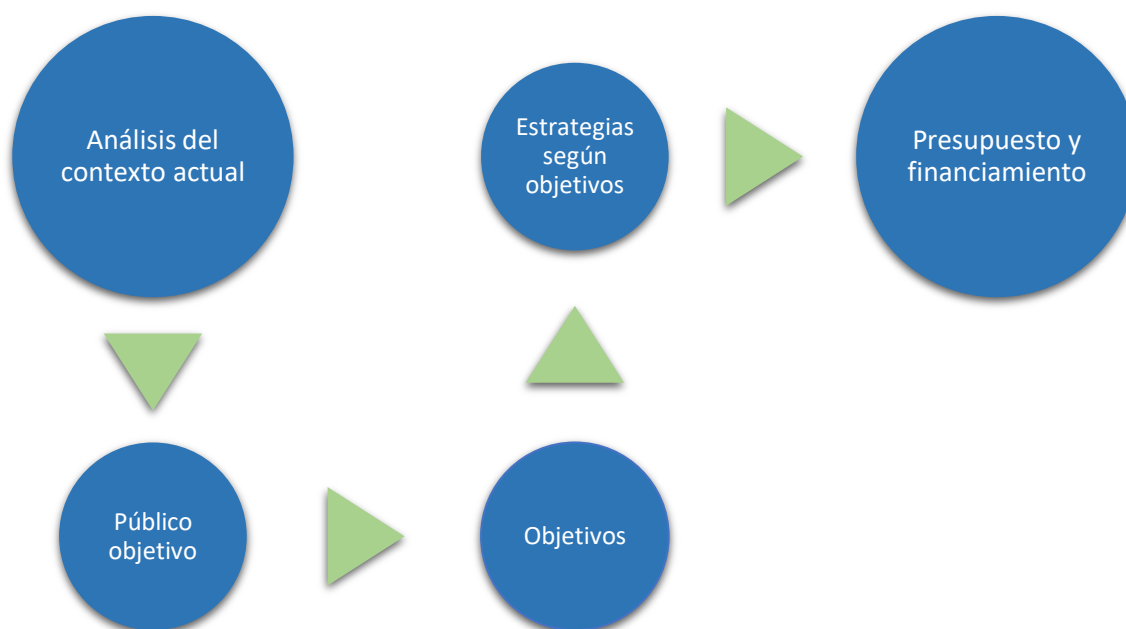 Análisis del
contexto actual
Público
objetivo
Objetivos
Estrategias
según
objetivos
Presupuesto y
financiamiento